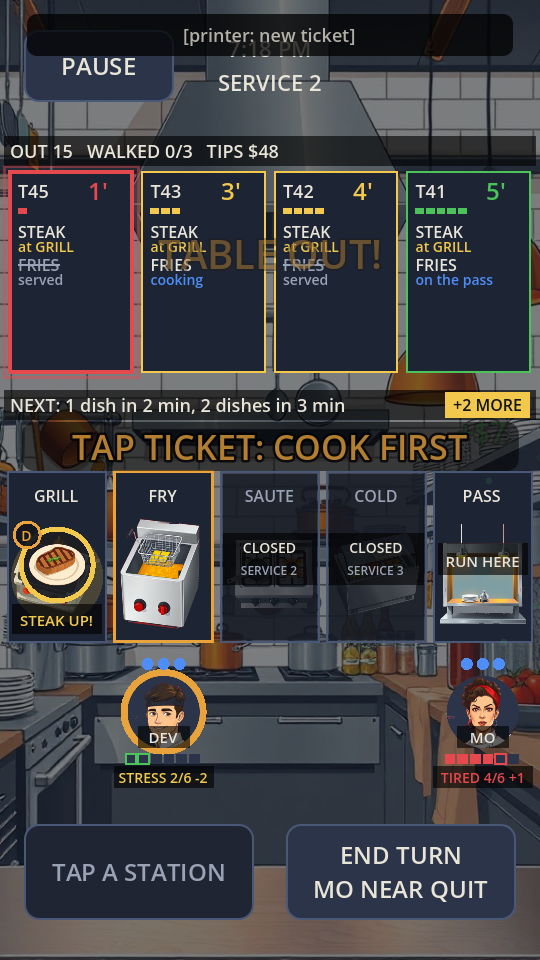 [printer: new ticket]
PAUSE
7:18 PM
SERVICE 2
OUT 15 WALKED 0/3 TIPS $48
T45 1'
STEAK
at GRILL
FRIES
served
T43 3'
STEAK
at GRILL
FRIES
cooking
T42 4'
STEAK
at GRILL
FRIES
served
T41 5'
STEAK
at GRILL
FRIES
on the pass
TABLE OUT!
NEXT: 1 dish in 2 min, 2 dishes in 3 min
+2 MORE
TAP TICKET: COOK FIRST
GRILL
D
STEAK UP!
FRY
SAUTE
CLOSED
SERVICE 2
COLD
CLOSED
SERVICE 3
PASS
RUN HERE
DEV
STRESS 2/6 -2
MO
TIRED 4/6 +1
TAP A STATION
END TURN
MO NEAR QUIT